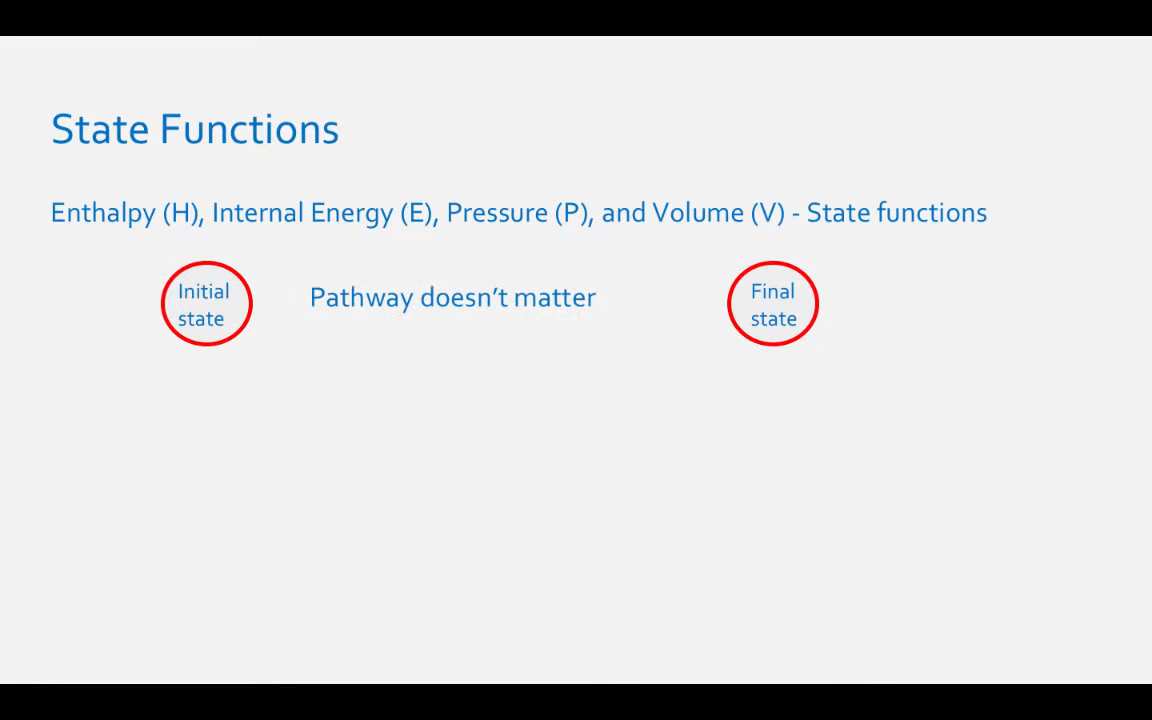 State Functions
Enthalpy (H), Internal Energy (E), Pressure (P), and Volume (V) - State functions
Initial
state
Pathway doesn’t matter
Final
state